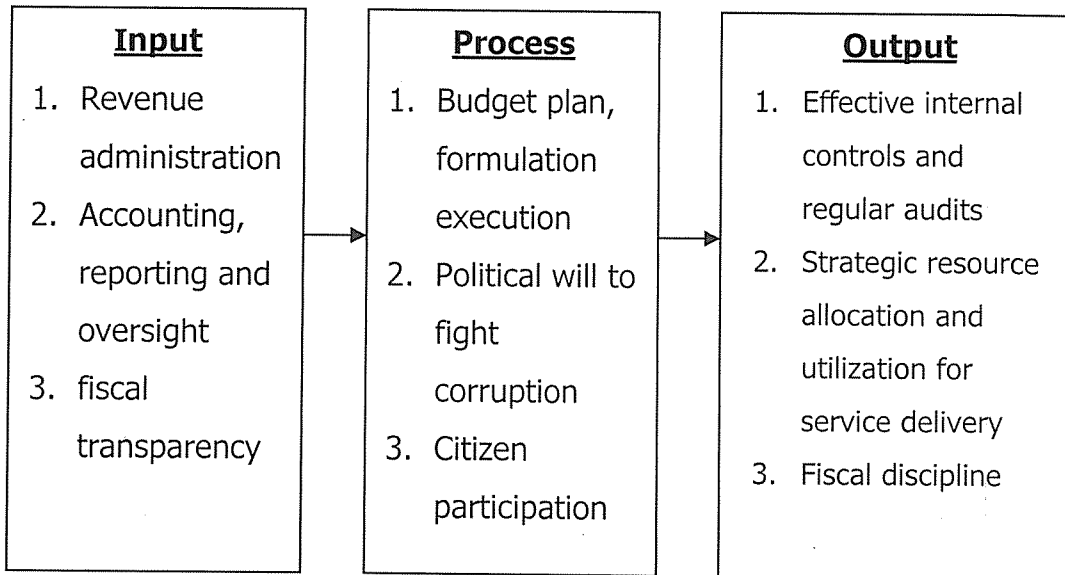 Input
1. Revenue
administration
2. Accounting,
reporting and
oversight
3. fiscal
transparency
Process
1. Budget plan,
formulation
execution
2. Political will to
fight
corruption
3. Citizen
participation
Output
1. Effective internal
controls and
regular audits
2. Strategic resource
allocation and
utilization for
service delivery
3. Fiscal discipline